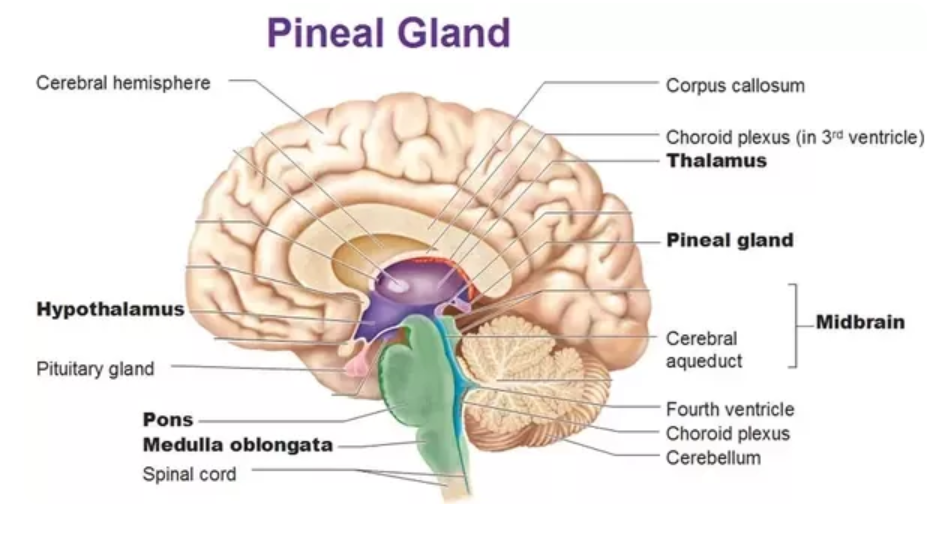 Pineal Gland
Cerebral hemisphere
Corpus callosum
Choroid plexus (in 3rd ventricle)
Thalamus
Pineal gland
Hypothalamus
Midbrain
Cerebral
aqueduct
Pituitary gland
Fourth ventricle
Pons
Choroid plexus
Medulla oblongata
Cerebellum
Spinal cord